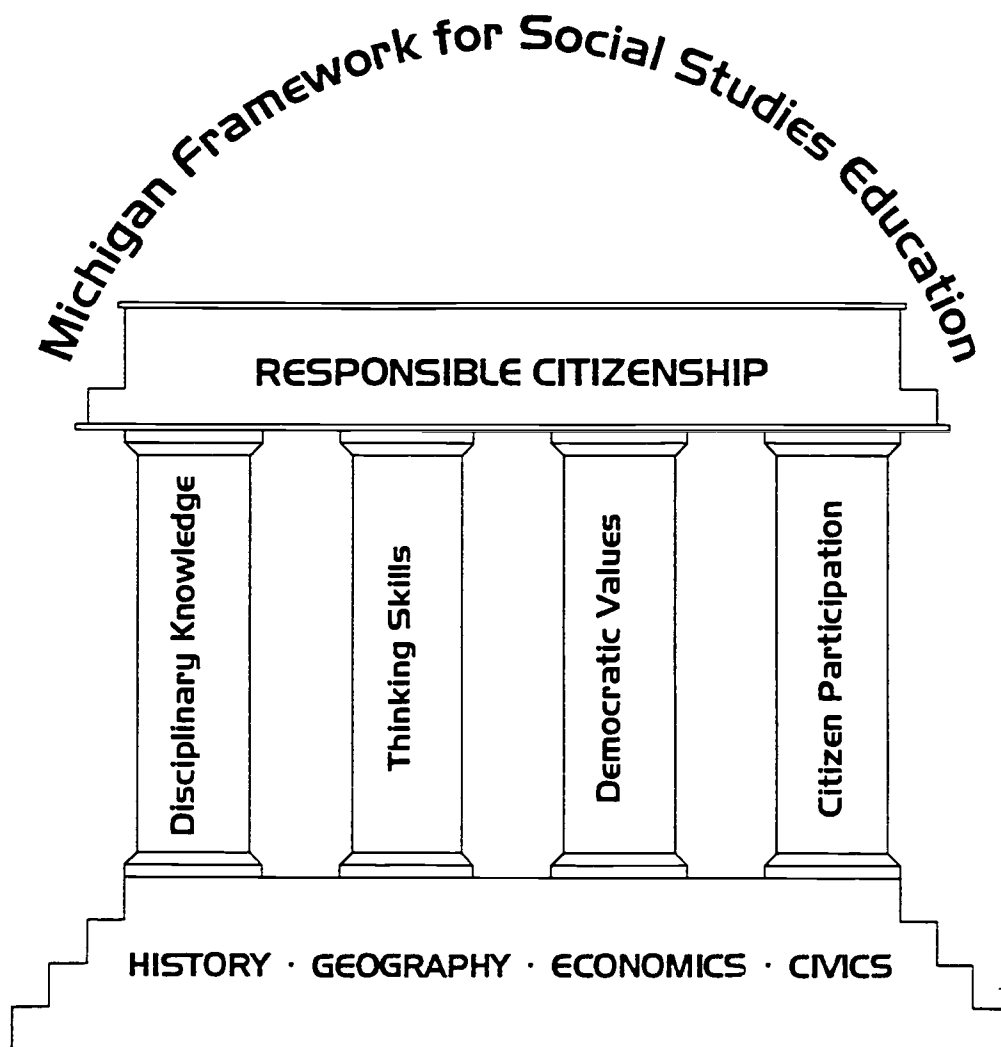 Michigan Framework for Social Studies Education
RESPONSIBLE CITIZENSHIP
Disciplinary Knowledge
Thinking Skills
Democratic Values
Citizen Participation
HISTORY · GEOGRAPHY · ECONOMICS · CIVICS